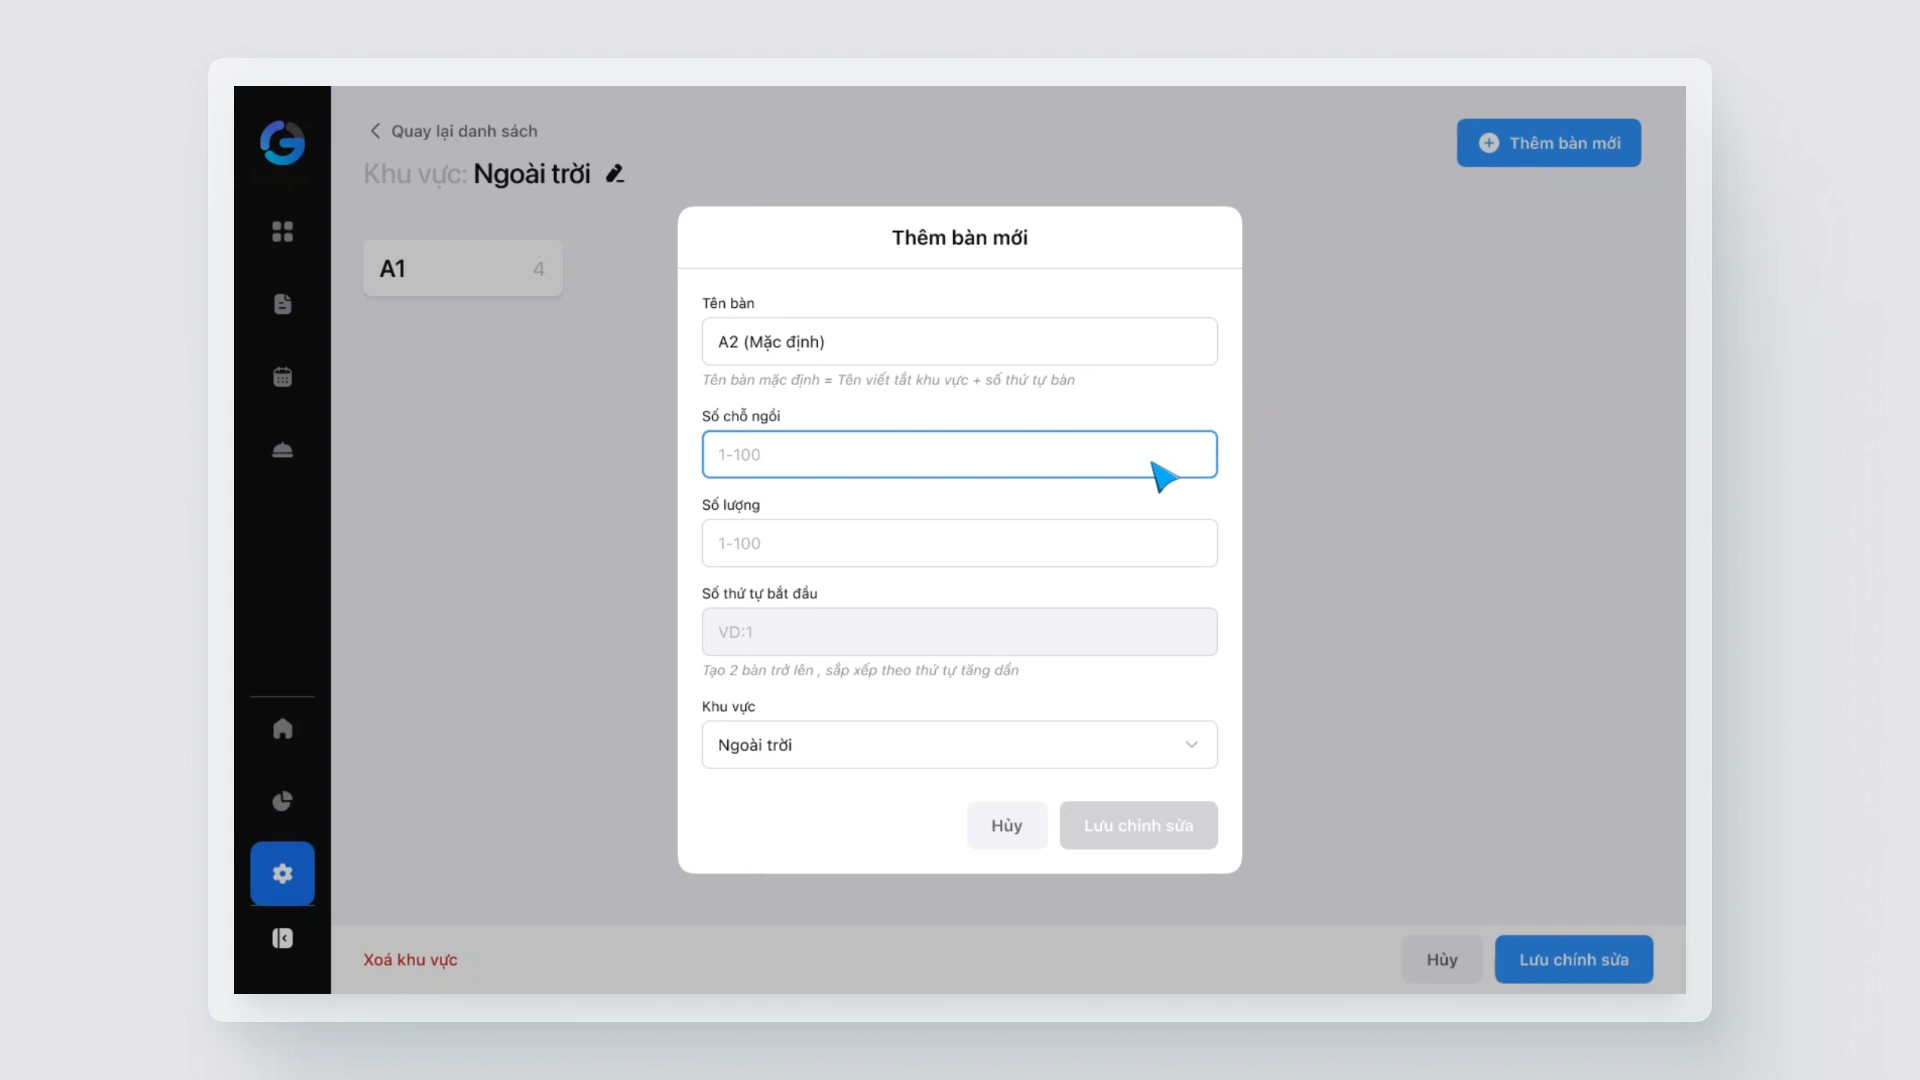 Quay lại danh sách
Khu vực: Ngoài trời
Thêm bàn mới
A1 4
Thêm bàn mới
Tên bàn
A2 (Mặc định)
Tên bàn mặc định = Tên viết tắt khu vực + số thứ tự bàn
Số chỗ ngồi
1-100
Số lượng
1-100
Số thứ tự bắt đầu
VD:1
Tạo 2 bàn trở lên , sắp xếp theo thứ tự tăng dần
Khu vực
Ngoài trời
Hủy
Lưu chỉnh sửa
Xoá khu vực
Hủy
Lưu chỉnh sửa